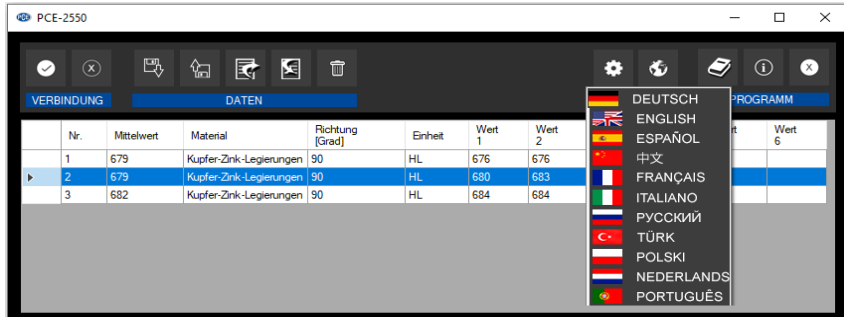 PCE PCE-2550
VERBINDUNG DATEN PROGRAMM
DEUTSCH
ENGLISH
ESPAÑOL
中文
FRANÇAIS
ITALIANO
РУССКИЙ
TÜRK
POLSKI
NEDERLANDS
PORTUGUÊS
Nr. Mittelwert Material Richtung [Grad] Einheit Wert 1 Wert 2 Wert 6
1 679 Kupfer-Zink-Legierungen 90 HL 676 676
2 679 Kupfer-Zink-Legierungen 90 HL 680 683
3 682 Kupfer-Zink-Legierungen 90 HL 684 684